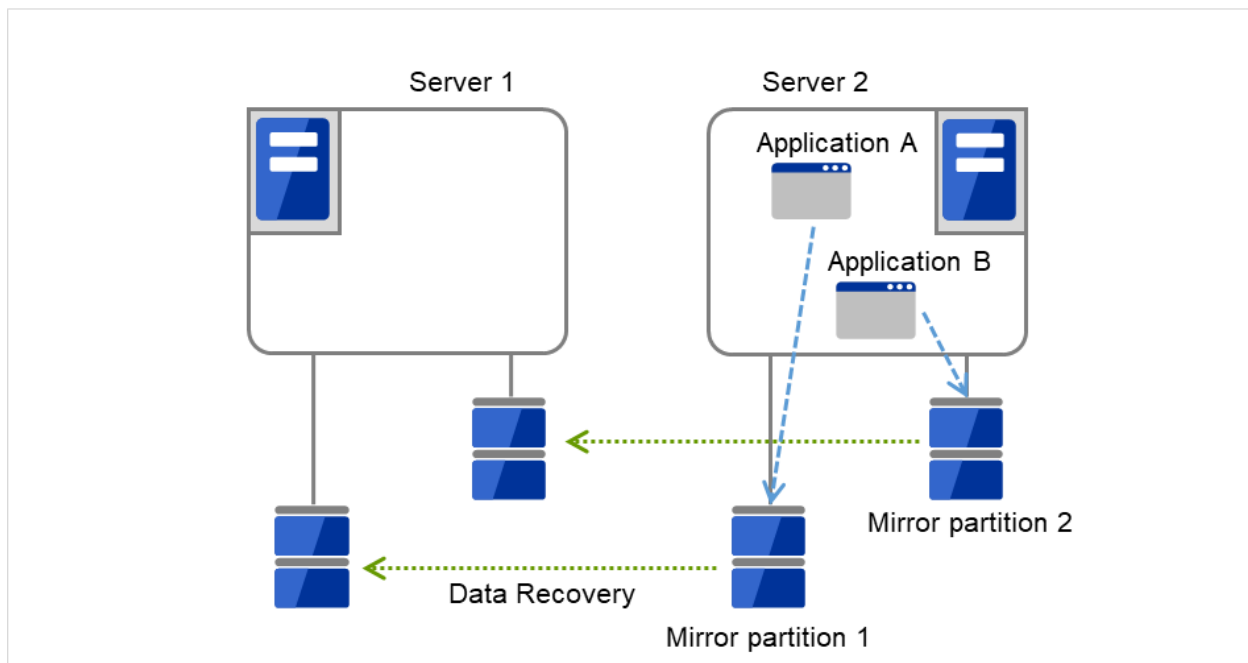 Server 1
Server 2
Application A
Application B
Mirror partition 2
Data Recovery
Mirror partition 1